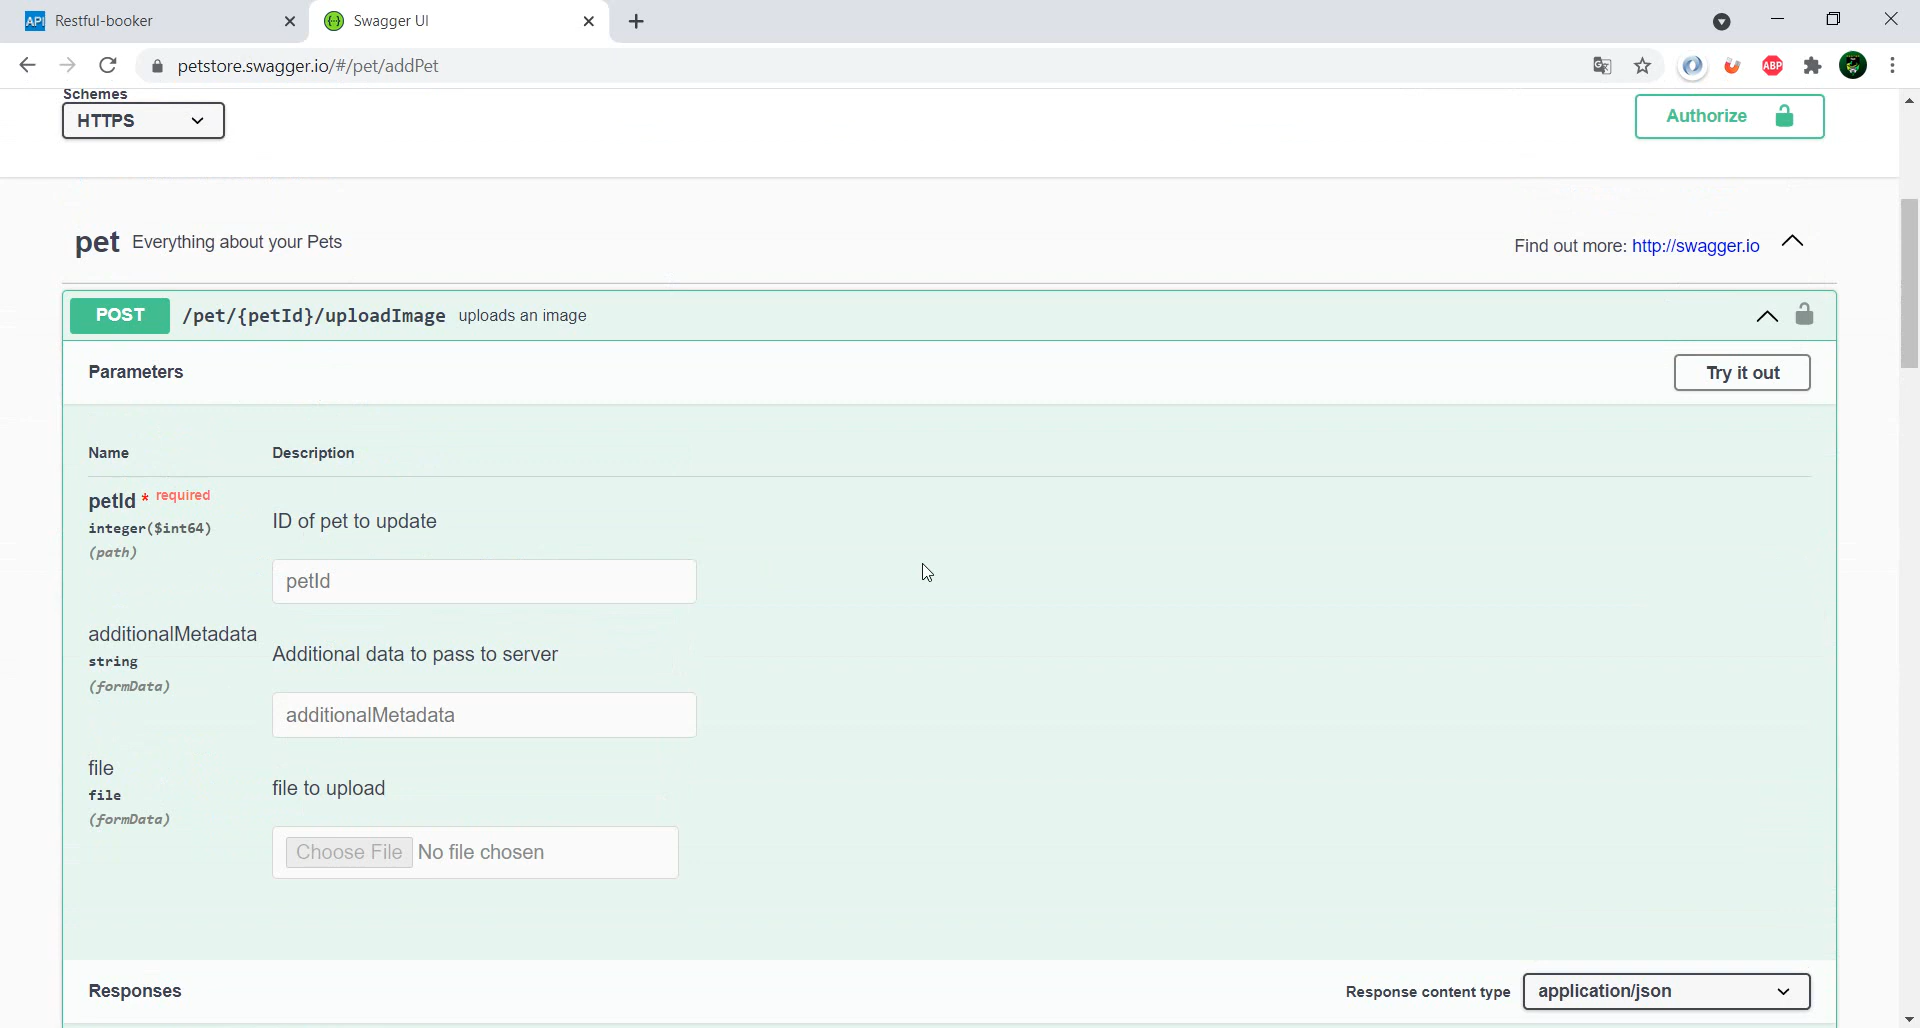 Restful-booker
Swagger UI
petstore.swagger.io/#/pet/addPet
ABP
Schemes
HTTPS
Authorize
pet Everything about your Pets
Find out more: http://swagger.io
POST /pet/{petId}/uploadImage uploads an image
Parameters
Try it out
Name Description
petId * required
integer($int64)
(path)
ID of pet to update
petId
additionalMetadata
string
(formData)
Additional data to pass to server
additionalMetadata
file
file
(formData)
file to upload
Choose File No file chosen
Responses
Response content type application/json